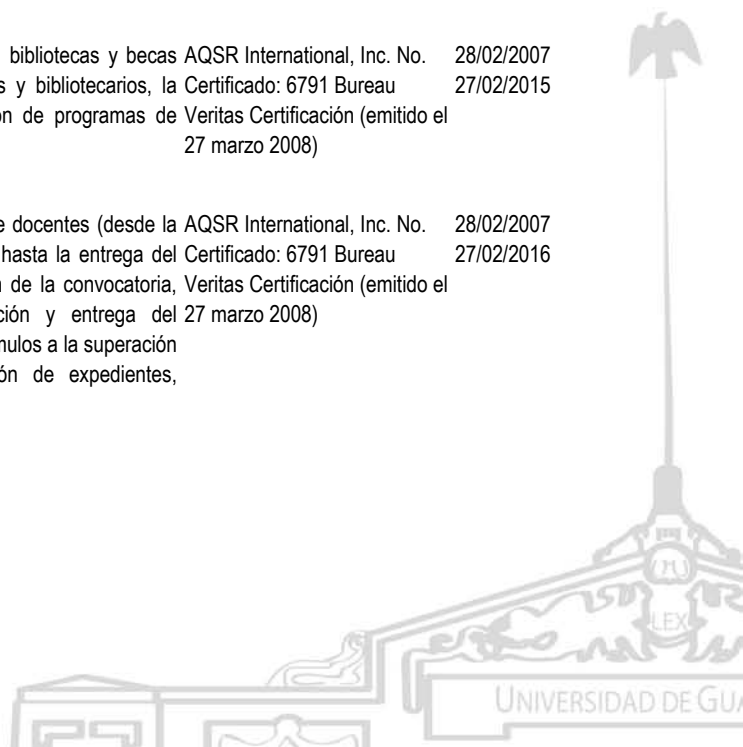 bibliotecas y becas AQSR International, Inc. No. 28/02/2007
s y bibliotecarios, la Certificado: 6791 Bureau 27/02/2015
de programas de Veritas Certificación (emitido el
27 marzo 2008)
docentes (desde la AQSR International, Inc. No. 28/02/2007
hasta la entrega del Certificado: 6791 Bureau 27/02/2016
de la convocatoria, Veritas Certificación (emitido el
ción y entrega del 27 marzo 2008)
mulos a la superación
ón de expedientes,
LEX
UNIVERSIDAD DE GUA